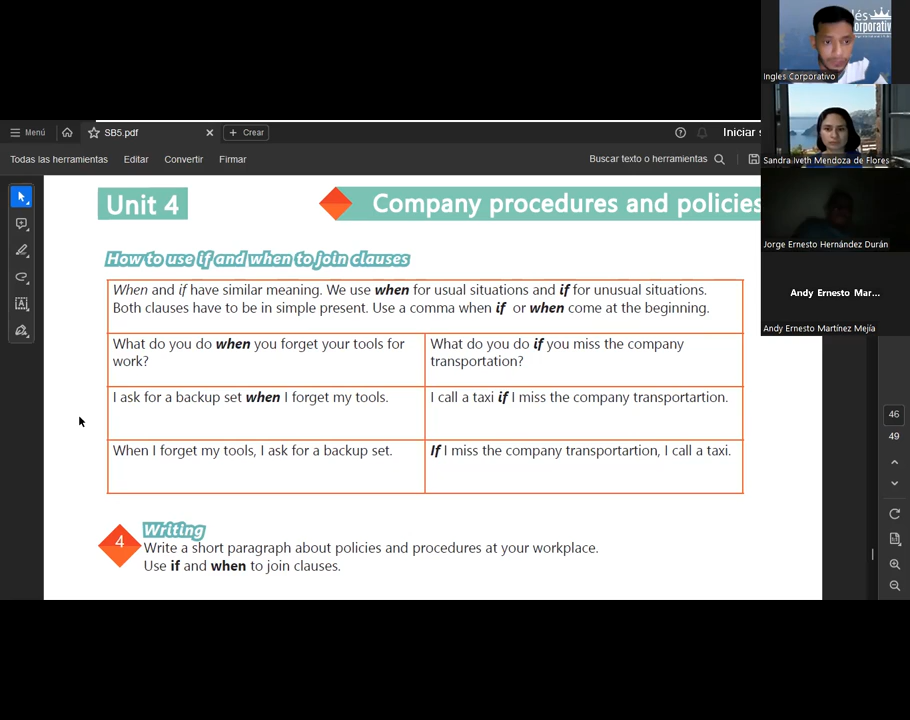 lés
corporativo
Ingles Corporativo
Sandra Iveth Mendoza de Flores
Jorge Ernesto Hernández Durán
Andy Ernesto Mar...
Andy Ernesto Martínez Mejía
Menú
SB5.pdf
+ Crear
Iniciar s
Todas las herramientas
Editar
Convertir
Firmar
Buscar texto o herramientas
Unit 4
Company procedures and policies
How to use if and when to join clauses
When and if have similar meaning. We use when for usual situations and if for unusual situations.
Both clauses have to be in simple present. Use a comma when if or when come at the beginning.
What do you do when you forget your tools for
work?
What do you do if you miss the company
transportation?
I ask for a backup set when I forget my tools.
I call a taxi if I miss the company transportartion.
When I forget my tools, I ask for a backup set.
If I miss the company transportartion, I call a taxi.
4
Writing
Write a short paragraph about policies and procedures at your workplace.
Use if and when to join clauses.
46
49